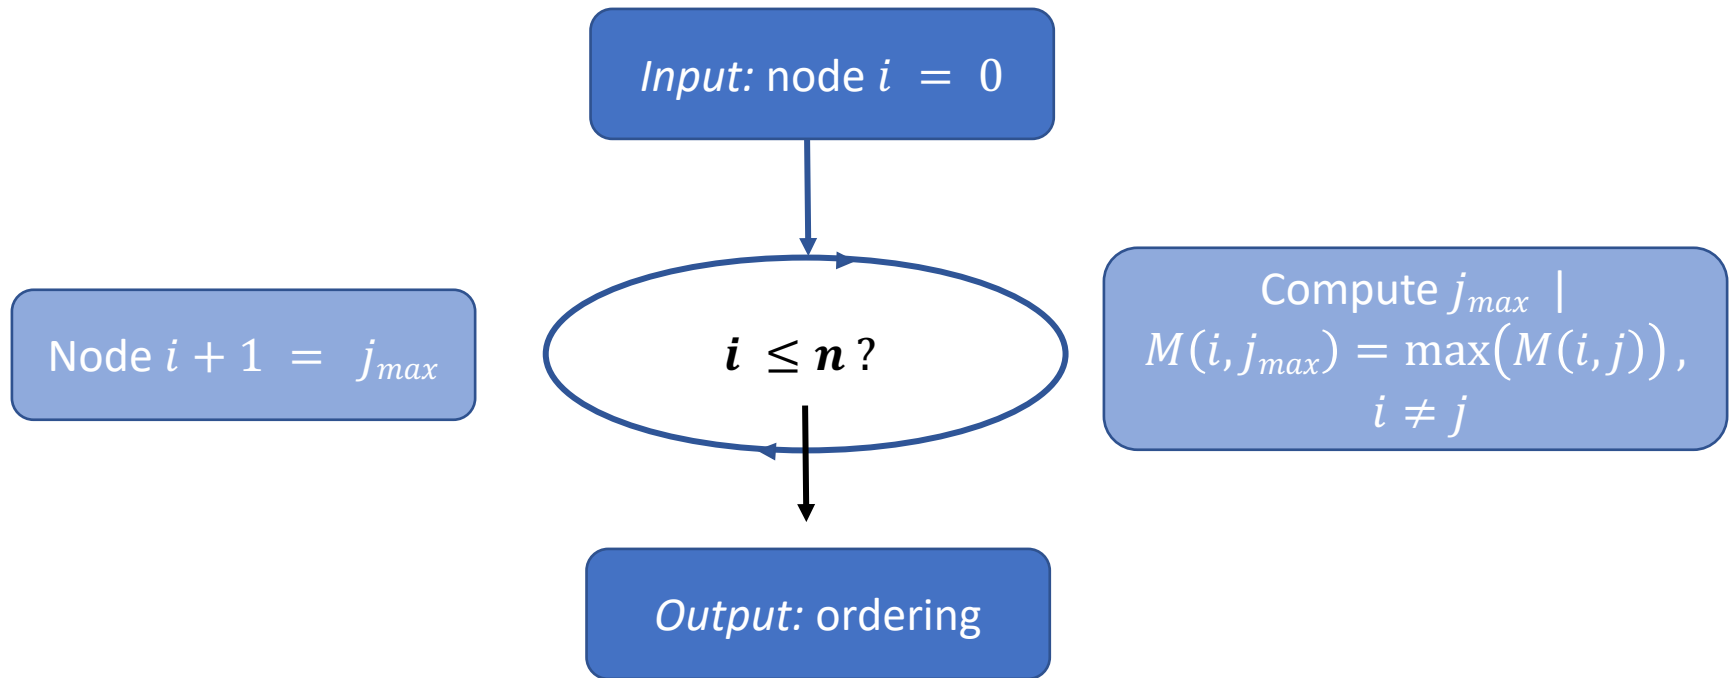 Input: node i = 0
i ≤ n ?
Node i + 1 = j_max
Compute j_max |
M(i, j_max) = max(M(i, j)) ,
i ≠ j
Output: ordering